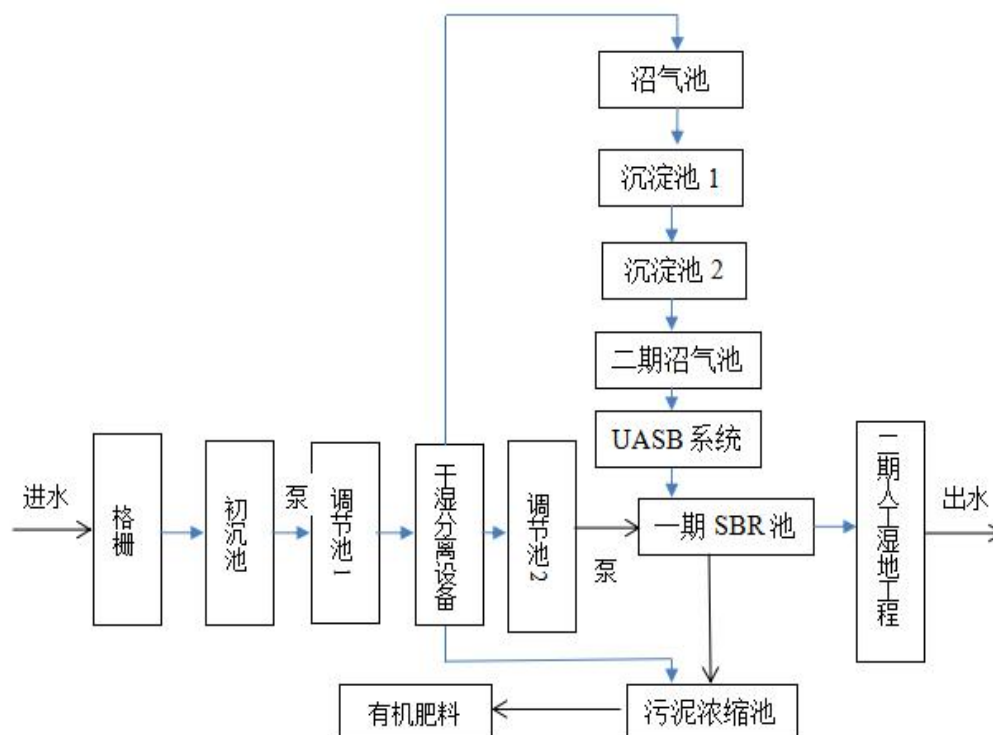 沼气池
沉淀池 1
沉淀池 2
二期沼气池
UASB 系统
进水
格栅
初沉池
泵
调节池1
干湿分离设备
调节池2
泵
一期 SBR 池
二期人工湿地工程
出水
有机肥料
污泥浓缩池